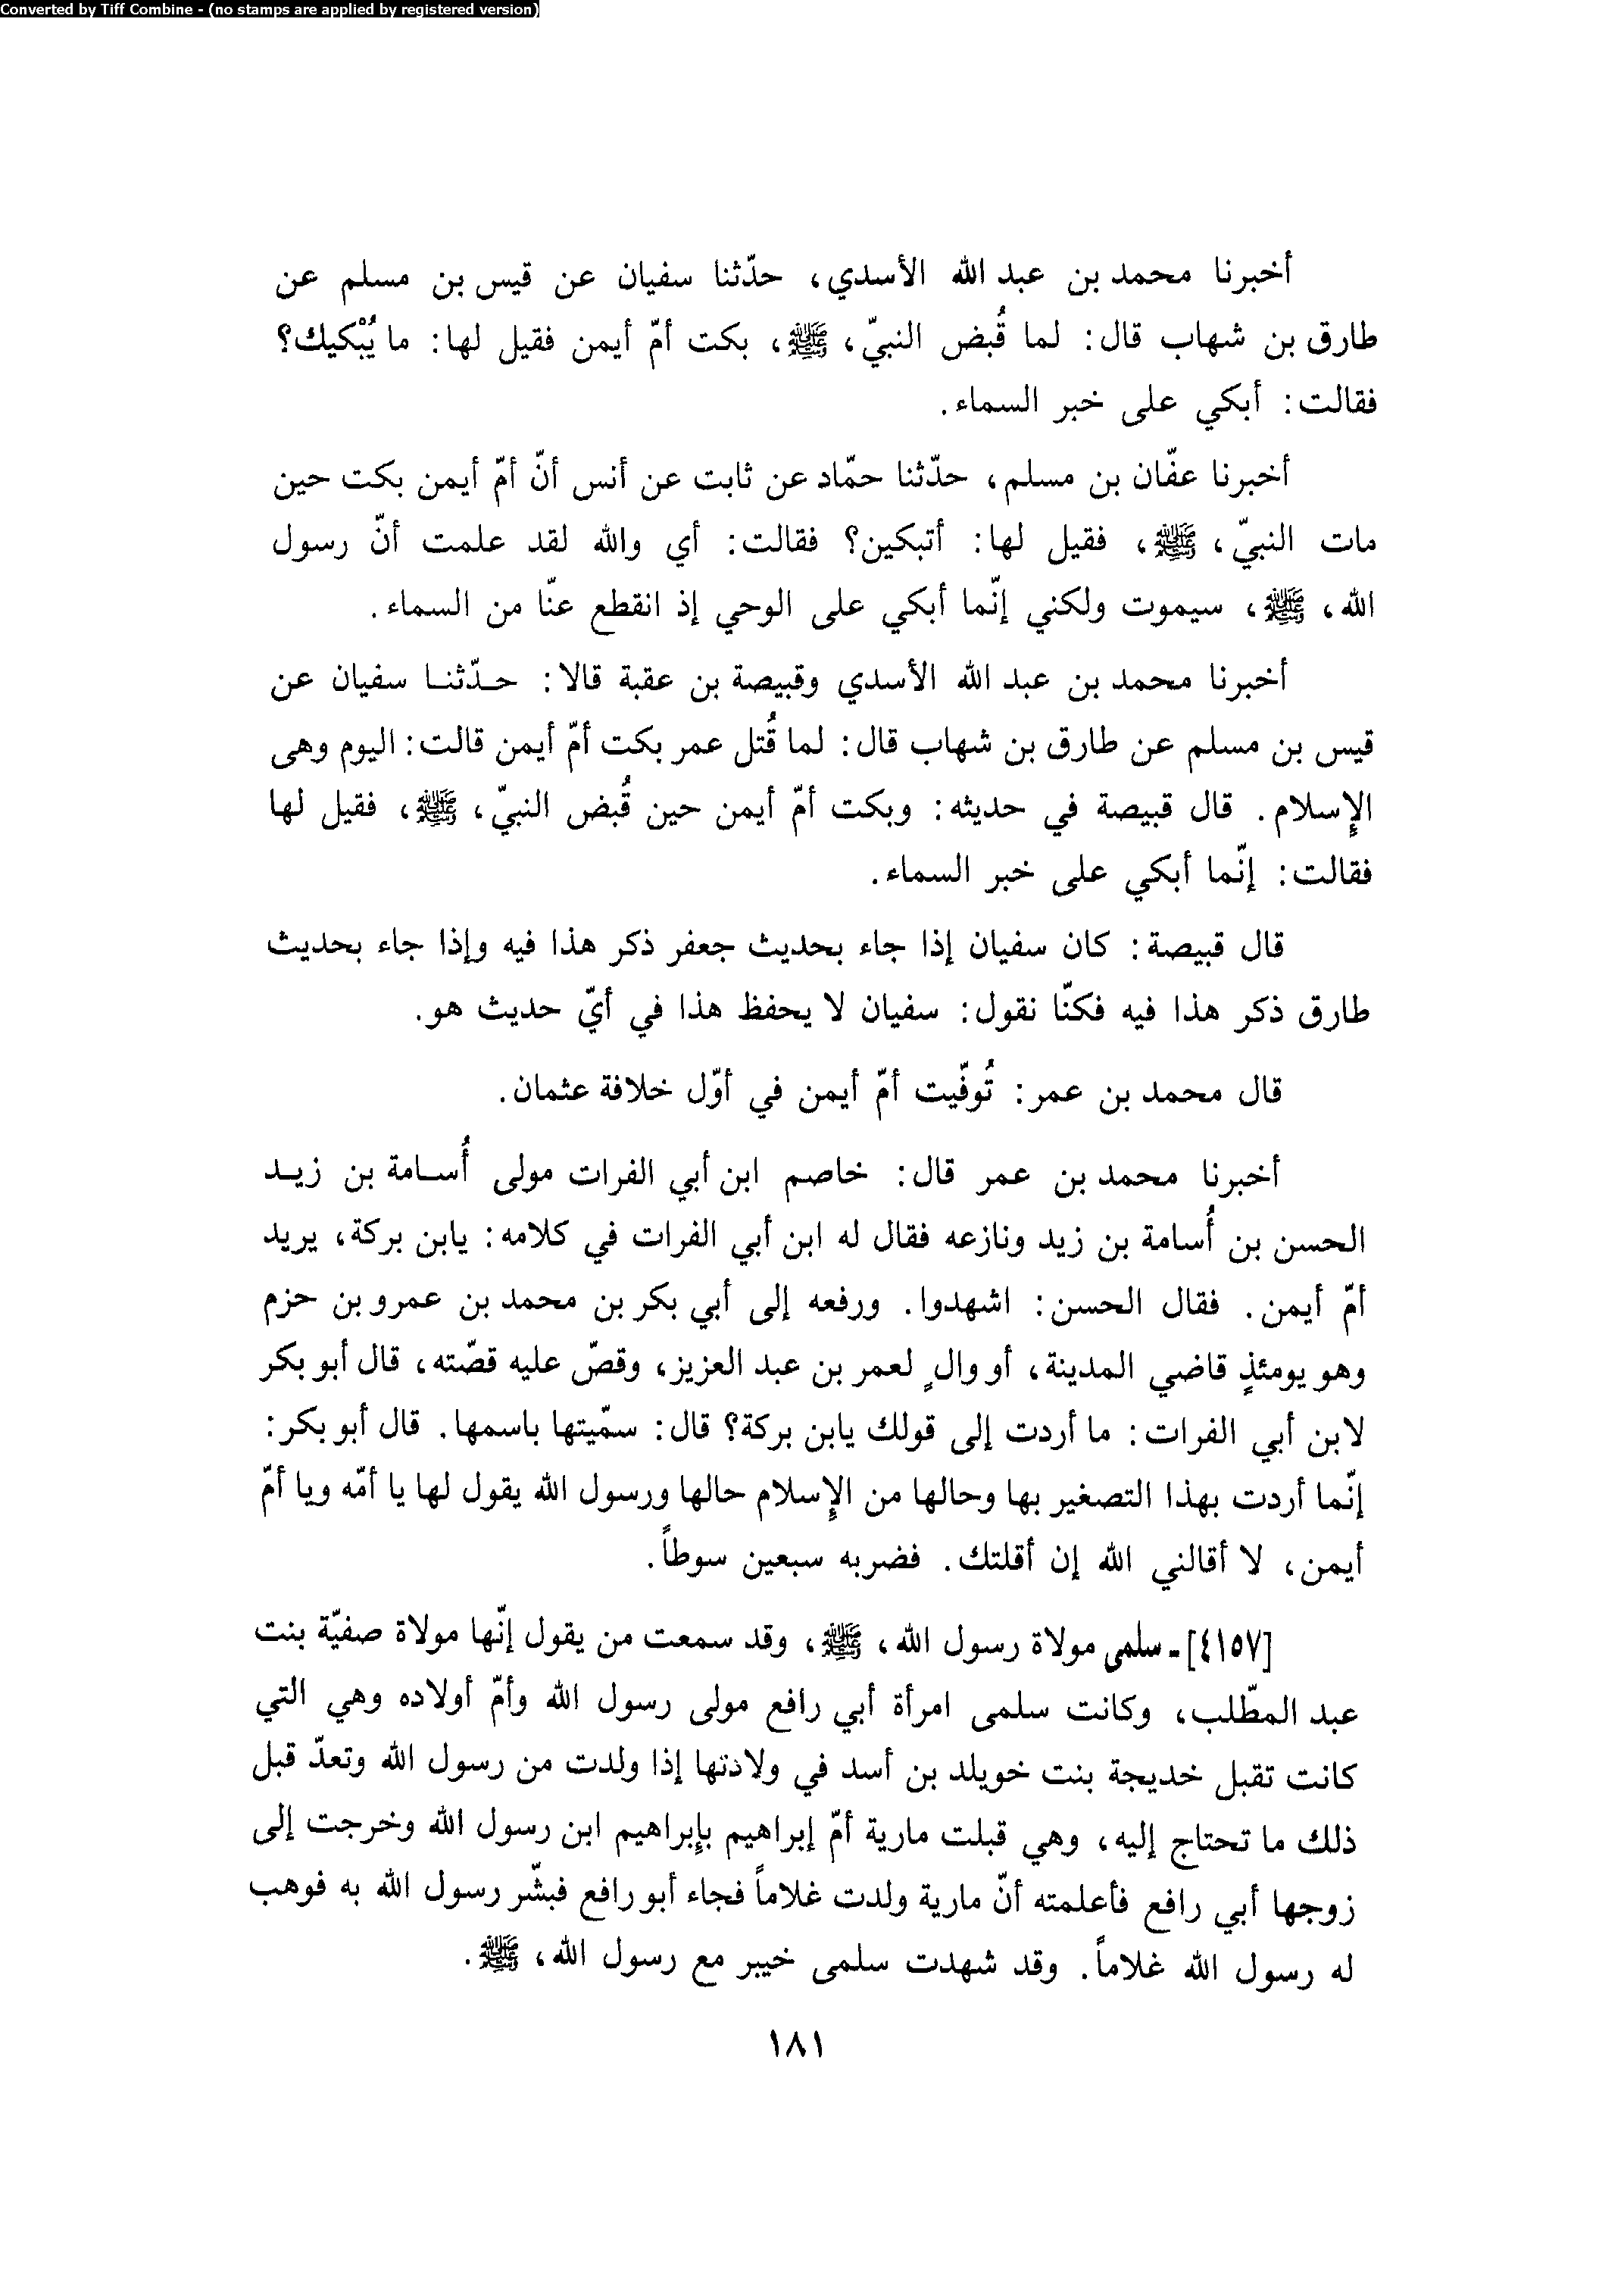 Converted by Tiff Combine - (no stamps are applied by registered version)
أخبرنا محمد بن عبد الله الأسدي، حدّثنا سفيان عن قيس بن مسلم عن
طارق بن شهاب قال: لما قُبض النبيّ، ﷺ، بكت أمّ أيمن فقيل لها: ما يُبْكيك؟
فقالت: أبكي على خبر السماء.
أخبرنا عفّان بن مسلم، حدّثنا حمّاد عن ثابت عن أنس أنّ أمّ أيمن بكت حين
مات النبيّ، ﷺ، فقيل لها: أتبكين؟ فقالت: أي والله لقد علمت أنّ رسول
الله، ﷺ، سيموت ولكني إنّما أبكي على الوحي إذ انقطع عنّا من السماء.
أخبرنا محمد بن عبد الله الأسدي وقبيصة بن عقبة قالا: حـدّثنـا سفيان عن
قيس بن مسلم عن طارق بن شهاب قال: لما قُتل عمر بكت أمّ أيمن قالت: اليوم وهى
الإسلام. قال قبيصة في حديثه: وبكت أمّ أيمن حين قُبض النبيّ، ﷺ، فقيل لها
فقالت: إنّما أبكي على خبر السماء.
قال قبيصة: كان سفيان إذا جاء بحديث جعفر ذكر هذا فيه وإذا جاء بحديث
طارق ذكر هذا فيه فكنّا نقول: سفيان لا يحفظ هذا في أيّ حديث هو.
قال محمد بن عمر: تُوفّيت أمّ أيمن في أوّل خلافة عثمان.
أخبرنا محمد بن عمر قال: خاصم ابن أبي الفرات مولى أُسـامة بن زيـد
الحسن بن أُسامة بن زيد ونازعه فقال له ابن أبي الفرات في كلامه: يابن بركة، يريد
أمّ أيمن. فقال الحسن: اشهدوا. ورفعه إلى أبي بكر بن محمد بن عمرو بن حزم
وهو يومئذٍ قاضي المدينة، أو والٍ لعمر بن عبد العزيز، وقصّ عليه قصّته، قال أبو بكر
لابن أبي الفرات: ما أردت إلى قولك يابن بركة؟ قال: سمّيتها باسمها. قال أبو بكر:
إنّما أردت بهذا التصغير بها وحالها من الإسلام حالها ورسول الله يقول لها يا أمّه ويا أمّ
أيمن، لا أقالني الله إن أقلتك. فضربه سبعين سوطاً.
[٤١٥٧] - سلمى مولاة رسول الله، ﷺ، وقد سمعت من يقول إنّها مولاة صفيّة بنت
عبد المطّلب، وكانت سلمى امرأة أبي رافع مولى رسول الله وأمّ أولاده وهي التي
كانت تقبل خديجة بنت خويلد بن أسد في ولادتها إذا ولدت من رسول الله وتعدّ قبل
ذلك ما تحتاج إليه، وهي قبلت مارية أمّ إبراهيم بإبراهيم ابن رسول الله وخرجت إلى
زوجها أبي رافع فأعلمته أنّ مارية ولدت غلاماً فجاء أبو رافع فبشّر رسول الله به فوهب
له رسول الله غلاماً. وقد شهدت سلمى خيبر مع رسول الله، ﷺ.
١٨١